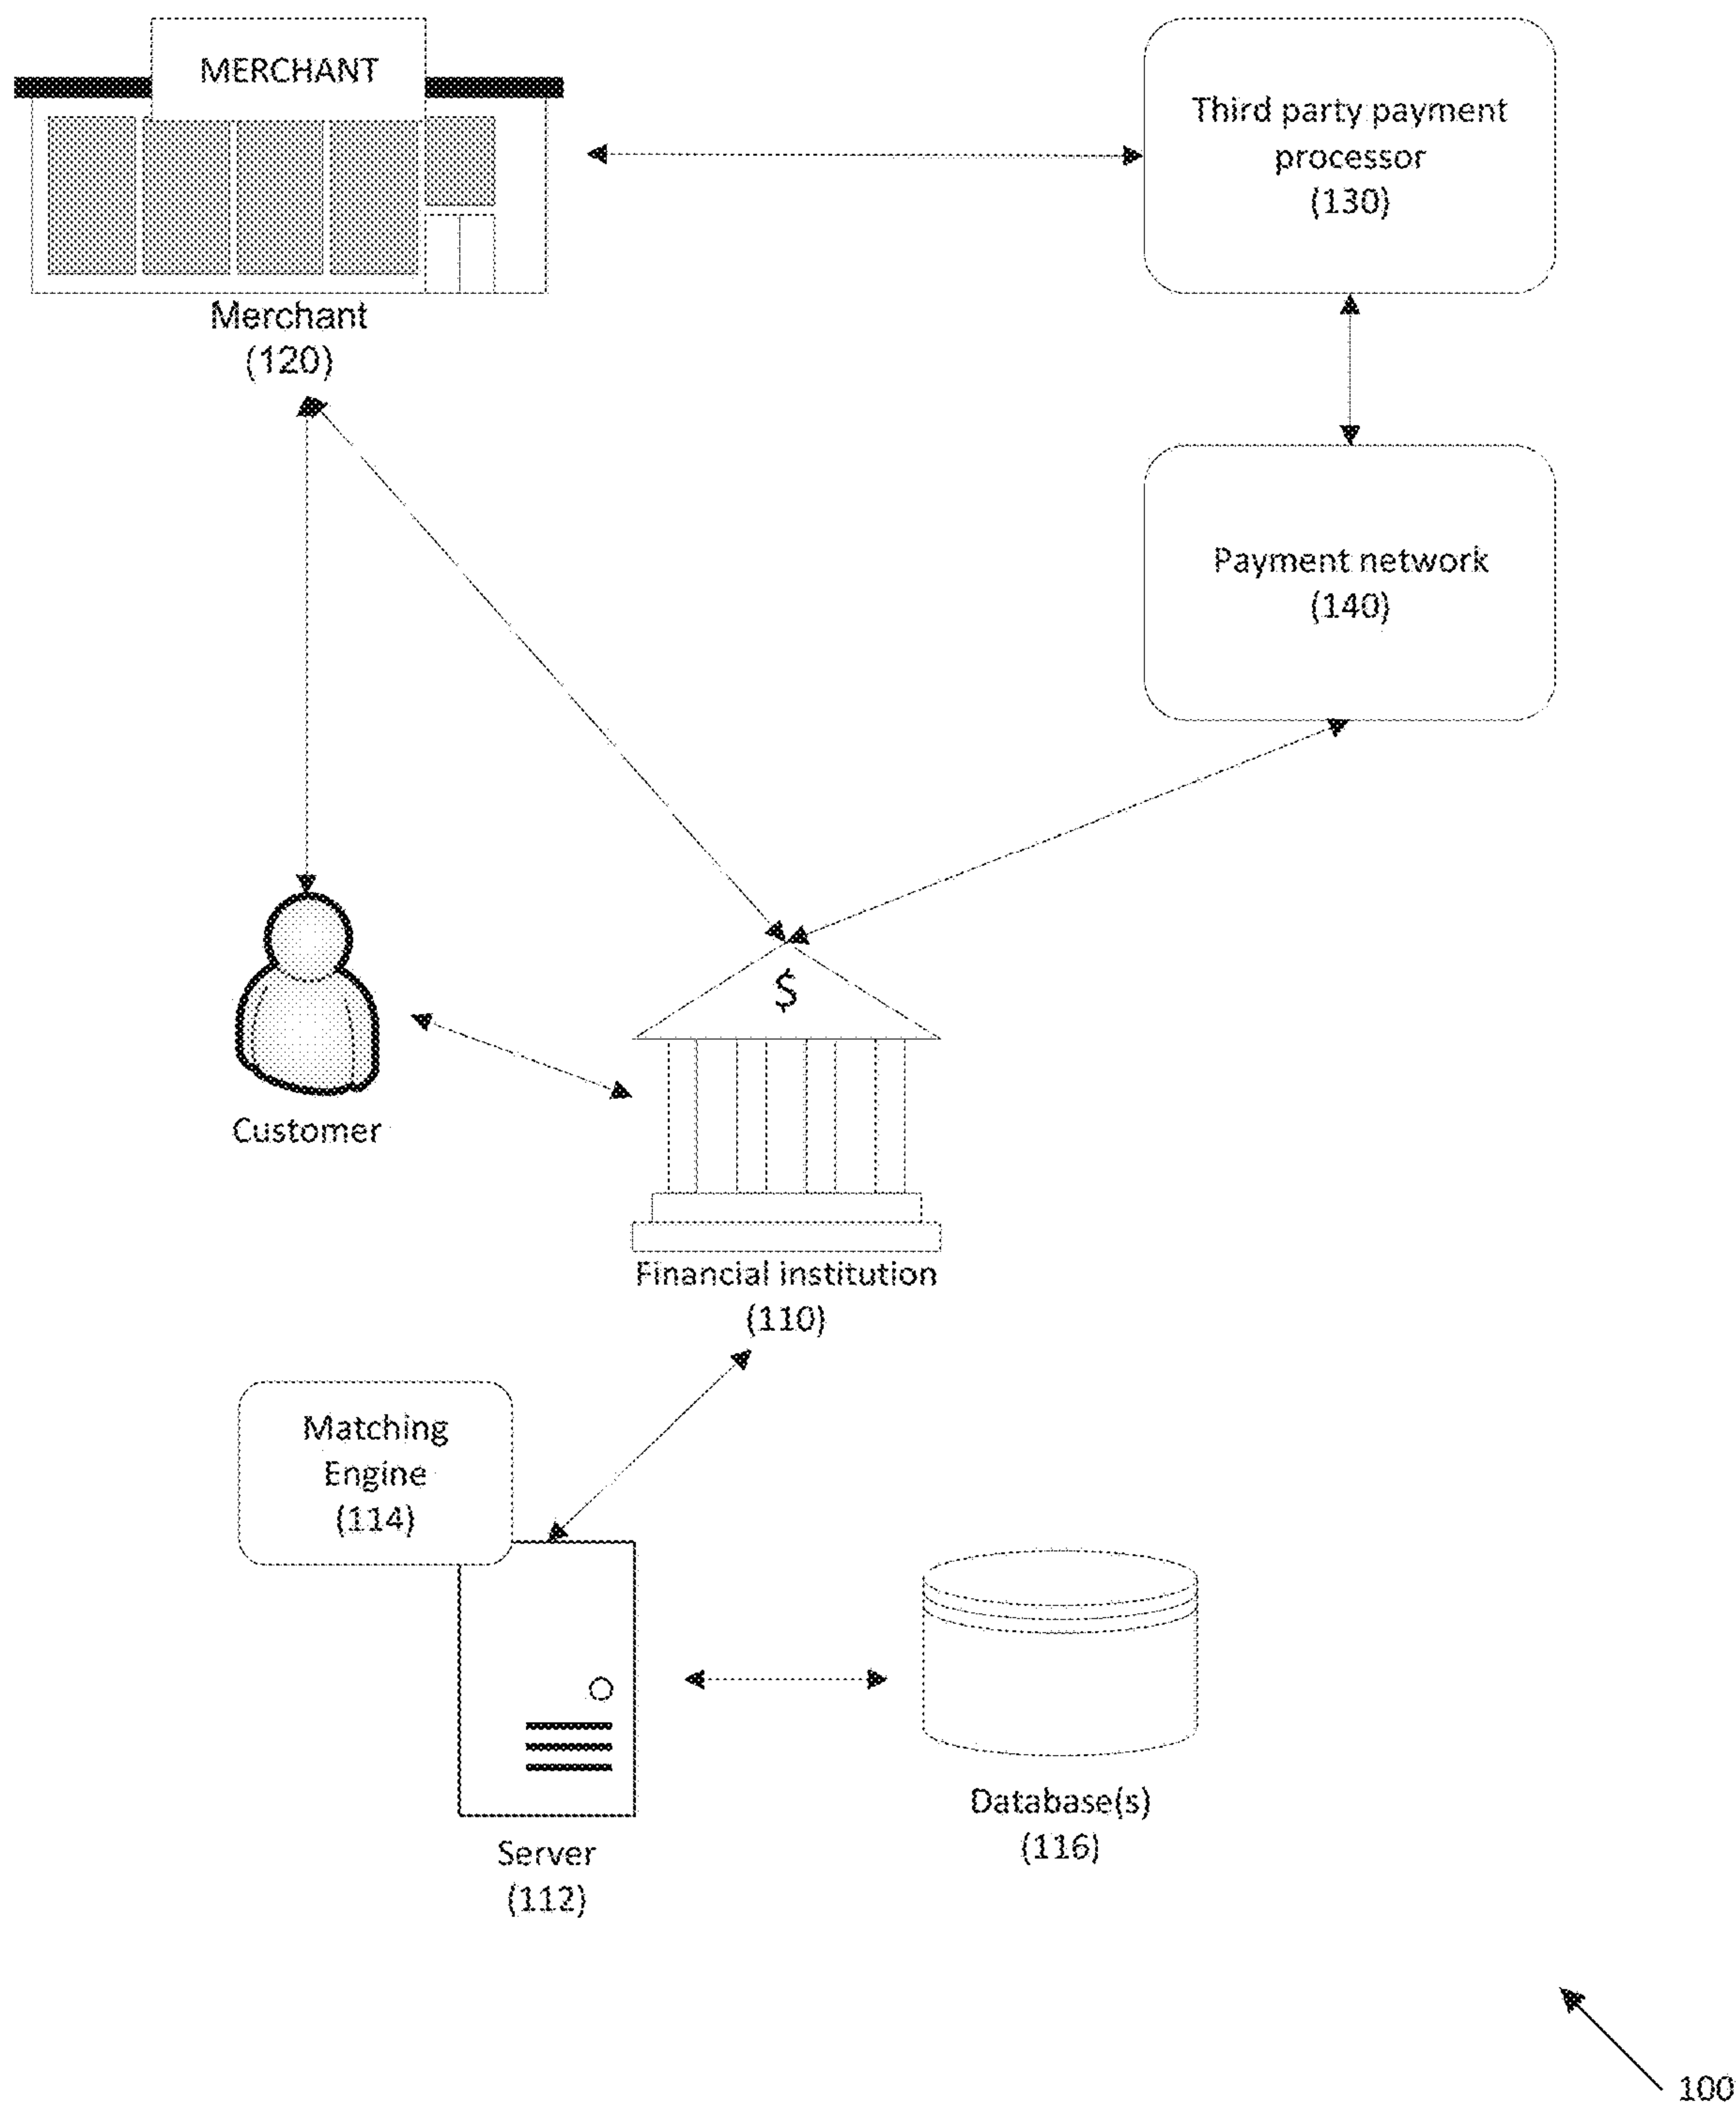 MERCHANT
Merchant
(120)
Third party payment
processor
(130)
Payment network
(140)
Customer
$
Financial institution
(110)
Matching
Engine
(114)
Server
(112)
Database(s)
(116)
100